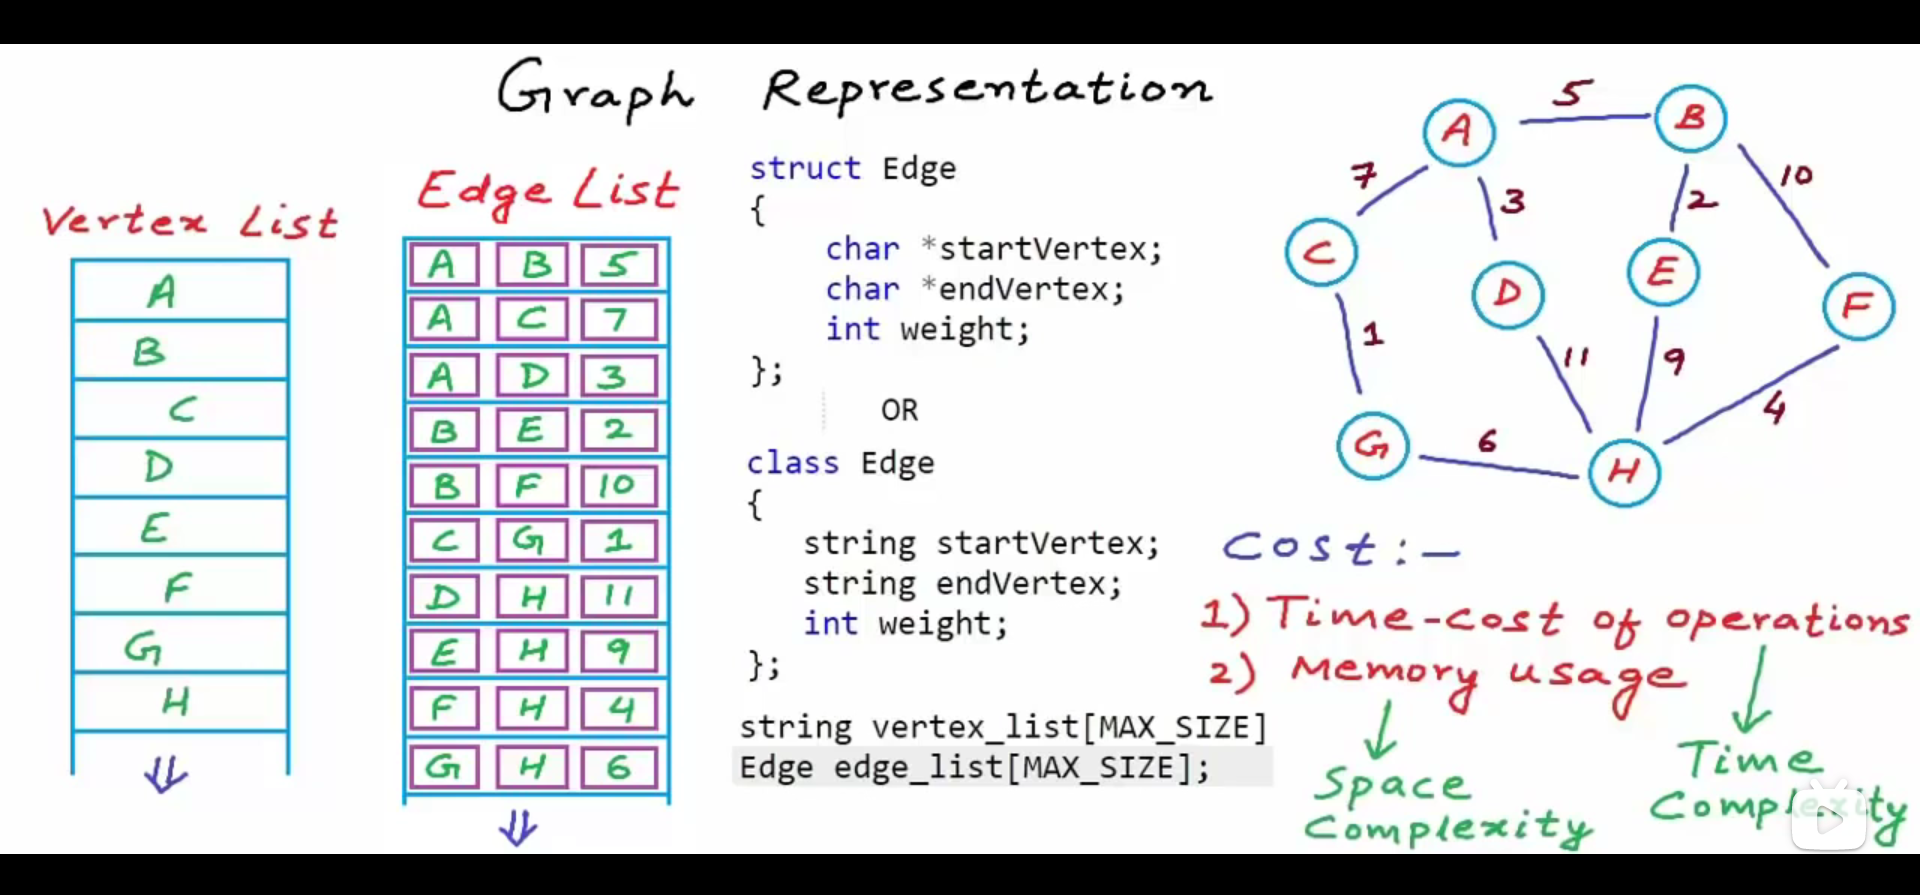 Graph Representation
Vertex List
A
B
C
D
E
F
G
H
Edge List
A B 5
A C 7
A D 3
B E 2
B F 10
C G 1
D H 11
E H 9
F H 4
G H 6
struct Edge
{
char *startVertex;
char *endVertex;
int weight;
};
OR
class Edge
{
string startVertex;
string endVertex;
int weight;
};
string vertex_list[MAX_SIZE]
Edge edge_list[MAX_SIZE];
5
A B
7 3 2 10
C D E F
1 11 9 4
G 6 H
Cost:-
1) Time-cost of operations
2) Memory usage
Space
Complexity
Time
Complexity